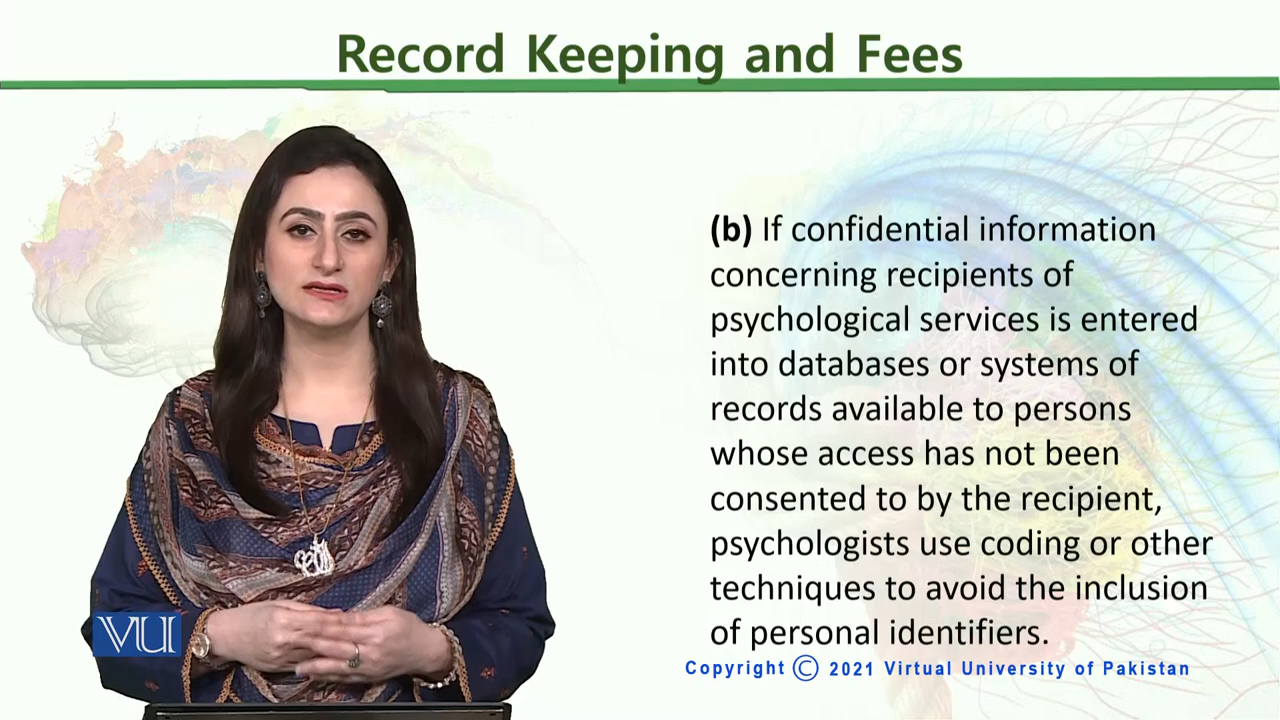 Record Keeping and Fees
(b) If confidential information
concerning recipients of
psychological services is entered
into databases or systems of
records available to persons
whose access has not been
consented to by the recipient,
psychologists use coding or other
techniques to avoid the inclusion
of personal identifiers.
VU
Copyright © 2021 Virtual University of Pakistan
الله